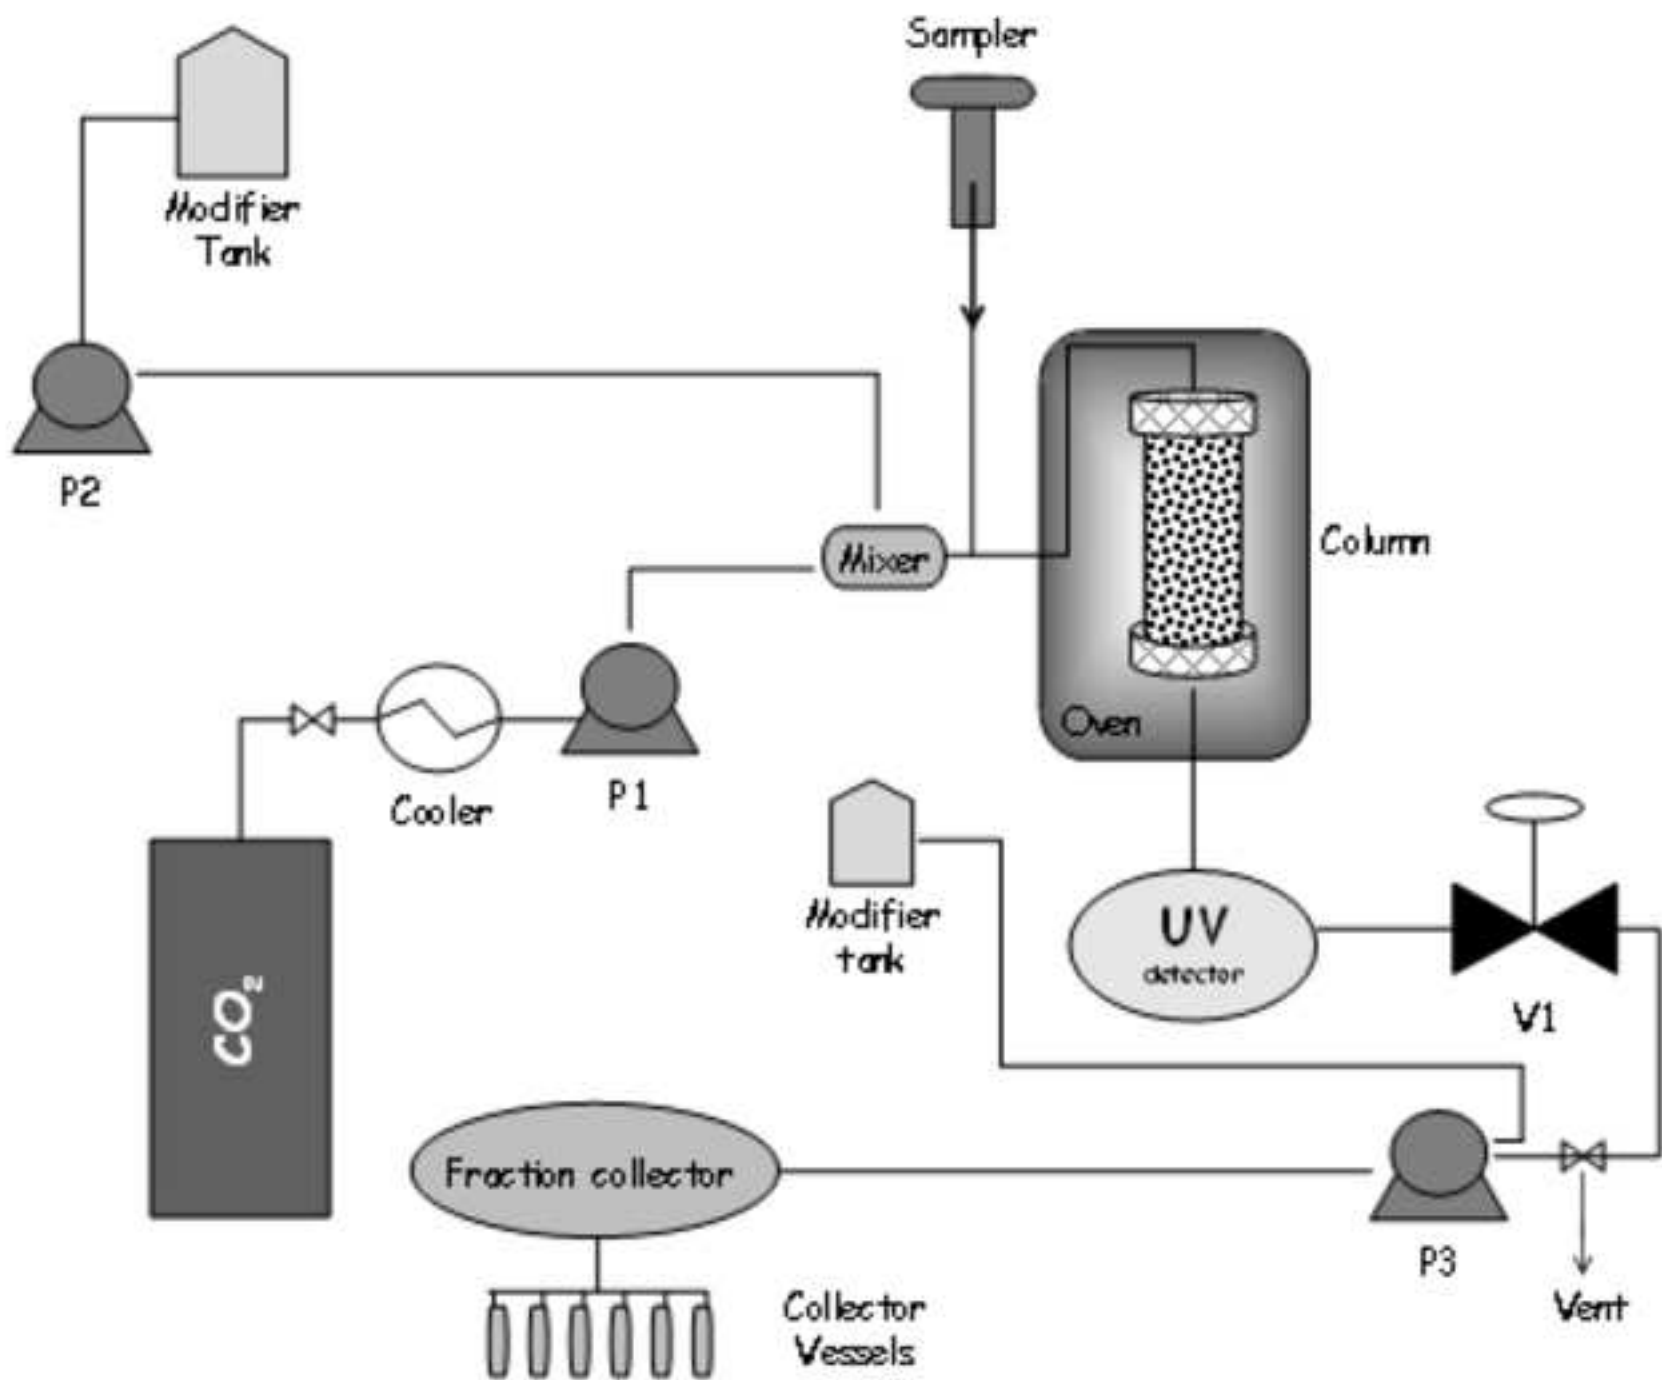 Sampler
Modifier
Tank
P2
Mixer
Column
Oven
Cooler
P1
Modifier
tank
UV
detector
V1
CO₂
Fraction collector
P3
Vent
Collector
Vessels